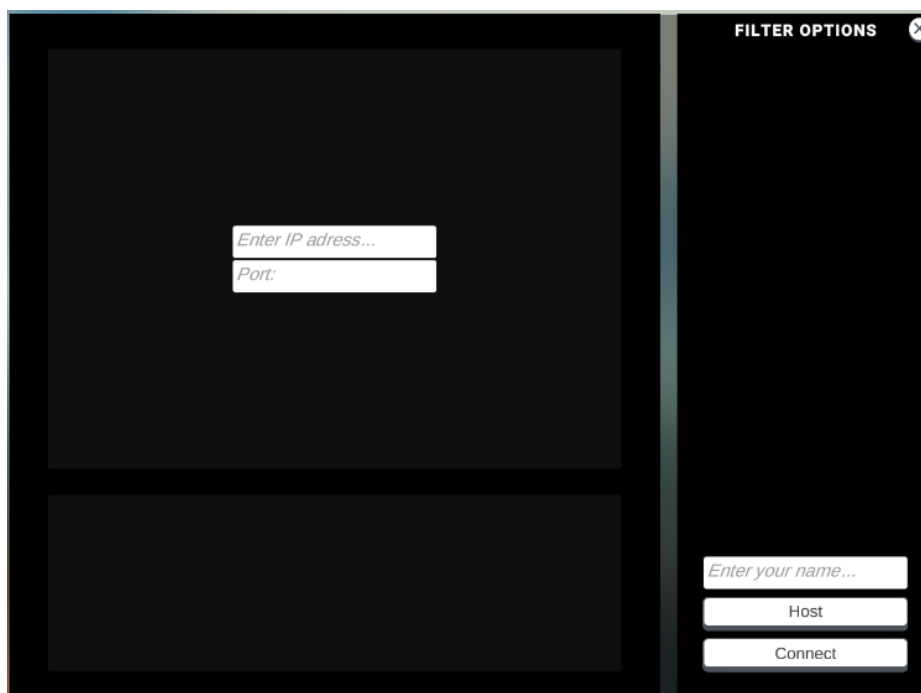 FILTER OPTIONS
Enter IP adress...
Port:
Enter your name...
Host
Connect